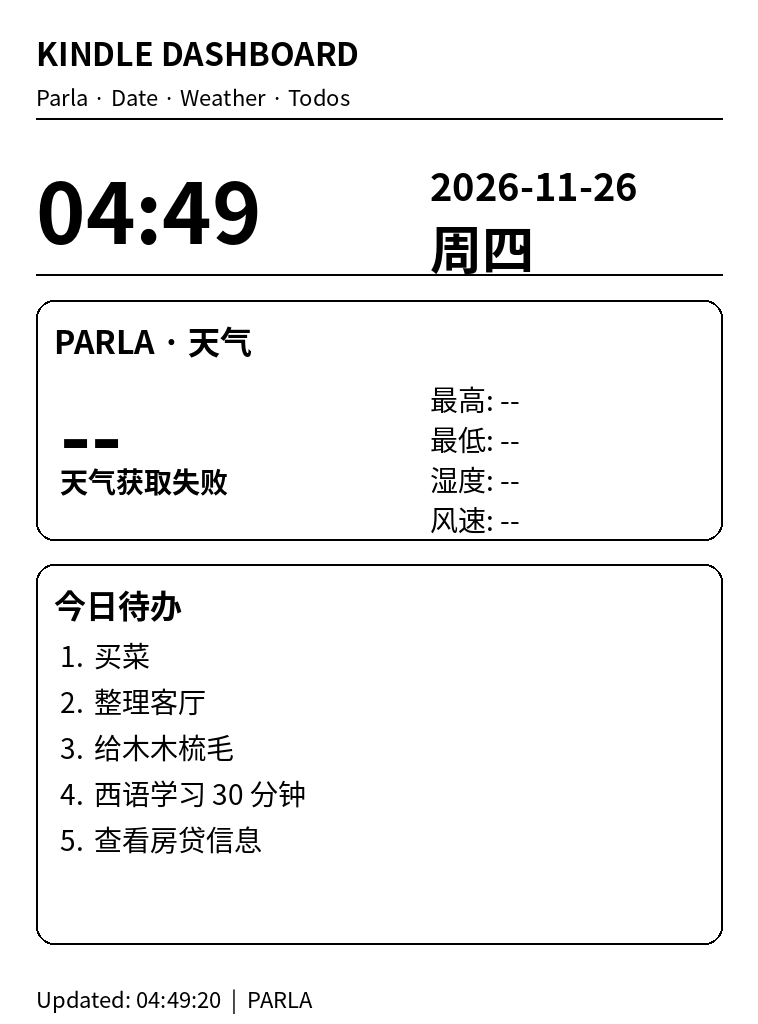 KINDLE DASHBOARD
Parla · Date · Weather · Todos
04:49
2026-11-26
周四
PARLA · 天气
--
天气获取失败
最高: --
最低: --
湿度: --
风速: --
今日待办
1. 买菜
2. 整理客厅
3. 给木木梳毛
4. 西语学习 30 分钟
5. 查看房贷信息
Updated: 04:49:20 | PARLA